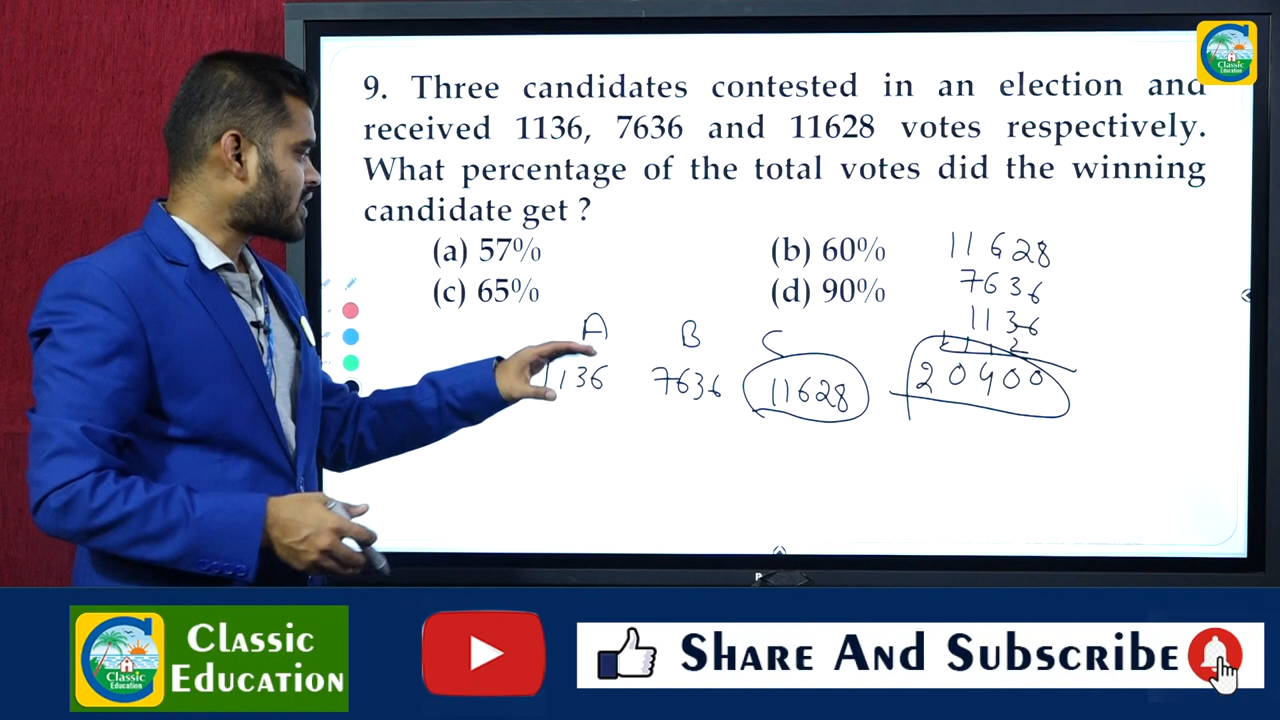 9. Three candidates contested in an election and
received 1136, 7636 and 11628 votes respectively.
What percentage of the total votes did the winning
candidate get ?
(a) 57% (b) 60%
(c) 65% (d) 90%
11628
7636
1136
A B C
1136 7636 11628 20400
Classic
Education
Classic
Education
Classic
Education
Share And Subscribe